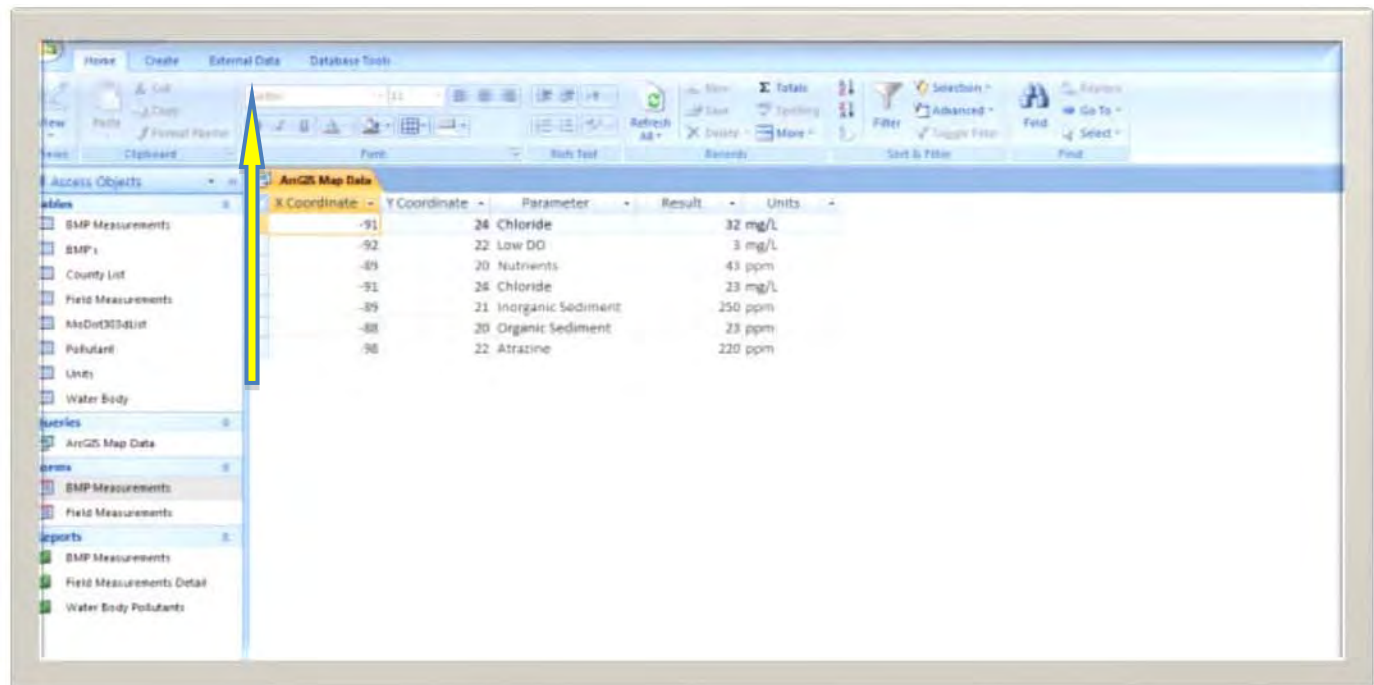 Home Create External Data Database Tools
Cut
Copy
Paste
Format Painter
Clipboard
11
Font
Rich Text
Refresh
All
New
Save
Delete
Totals
Spelling
More
Records
Filter
Selection
Advanced
Toggle Filter
Sort & Filter
Find
Replace
Go To
Select
Find
Access Objects
BMP Measurements
BMP's
County List
Field Measurements
MoDot303dList
Pollutant
Units
Water Body
ArcGIS Map Data
BMP Measurements
Field Measurements
BMP Measurements
Field Measurements Detail
Water Body Pollutants
ArcGIS Map Data
X Coordinate Y Coordinate Parameter Result Units
-91 24 Chloride 32 mg/L
-92 22 Low DO 3 mg/L
-89 20 Nutrients 43 ppm
-91 24 Chloride 23 mg/L
-89 21 Inorganic Sediment 250 ppm
-88 20 Organic Sediment 23 ppm
-98 22 Atrazine 220 ppm